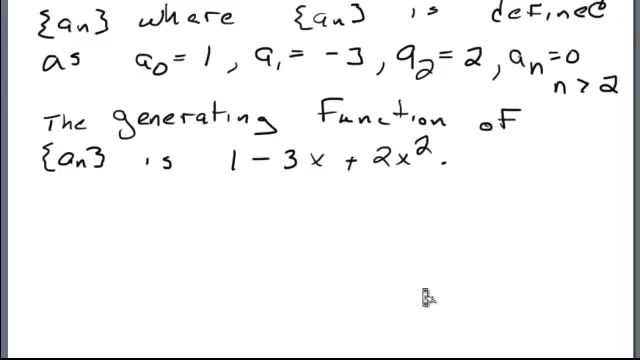 {an} where {an} is defined
as a₀ = 1, a₁ = -3, a₂ = 2, aₙ = 0
n > 2
The generating Function of
{an} is 1 - 3x + 2x².